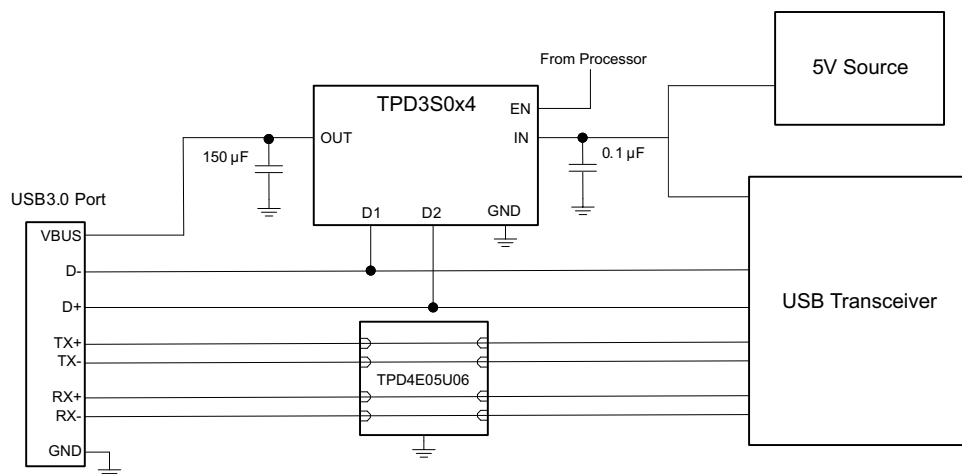 5V Source
From Processor
TPD3S0x4
EN
OUT
IN
150 µF
0.1 µF
USB3.0 Port
D1
D2
GND
VBUS
D-
D+
USB Transceiver
TX+
TX-
TPD4E05U06
RX+
RX-
GND